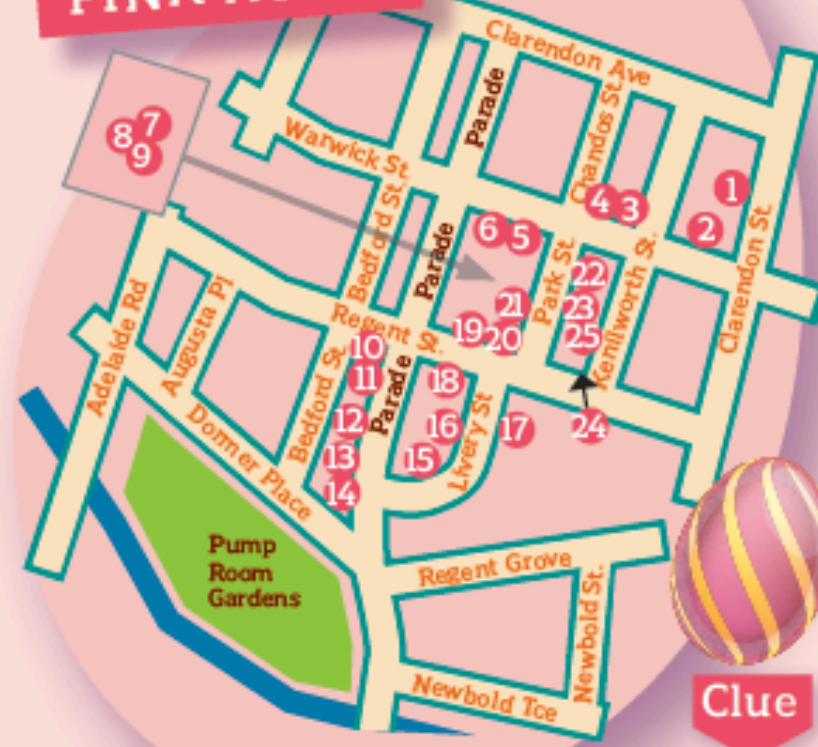 Clarendon Ave
Parade
Chandos St.
Warwick St.
Bedford St.
Parade
Park St.
Kenilworth St.
Clarendon St.
Regent St.
Adelaide Rd
Augusta Pl
Bedford St.
Parade
Livery St
Dormer Place
Pump
Room
Gardens
Regent Grove
Newbold St.
Newbold Tce
1
2
3
4
5
6
7
8
9
10
11
12
13
14
15
16
17
18
19
20
21
22
23
24
25
Clue